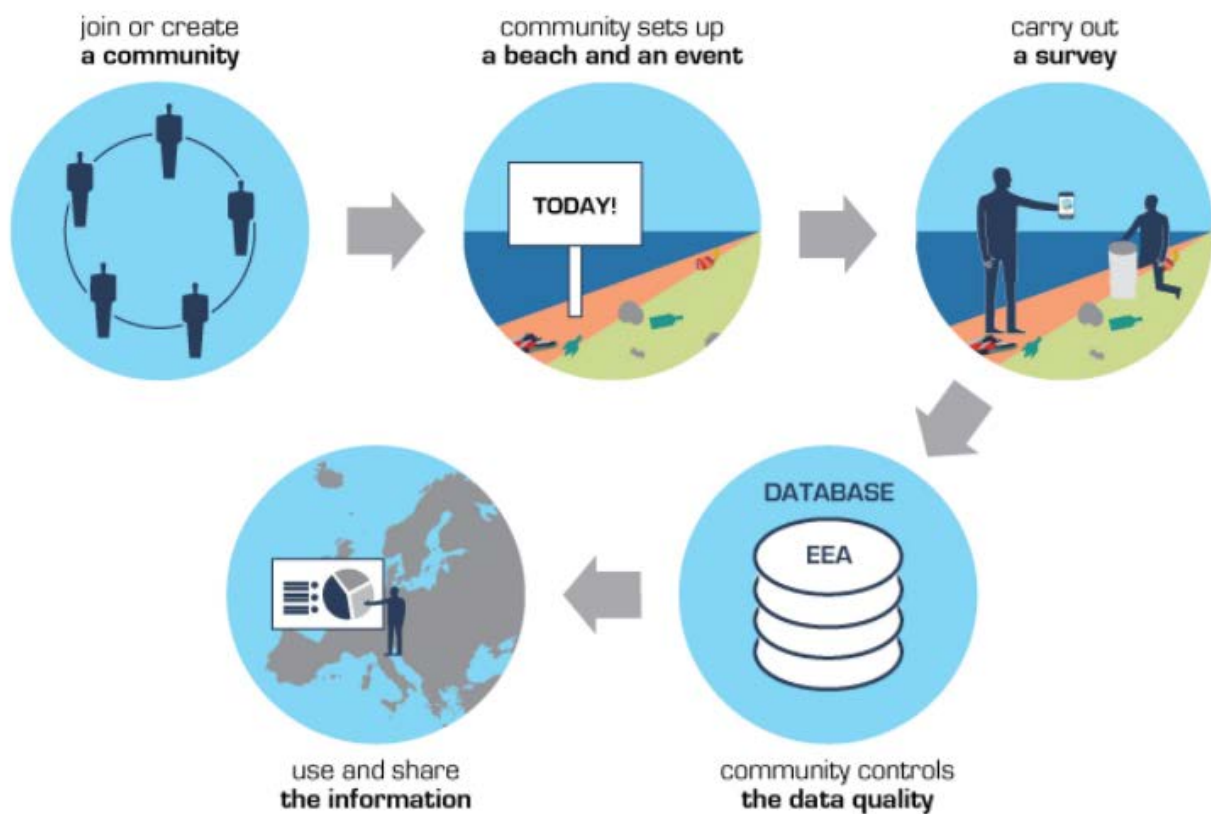 join or create
a community
community sets up
a beach and an event
carry out
a survey
TODAY!
DATABASE
EEA
use and share
the information
community controls
the data quality